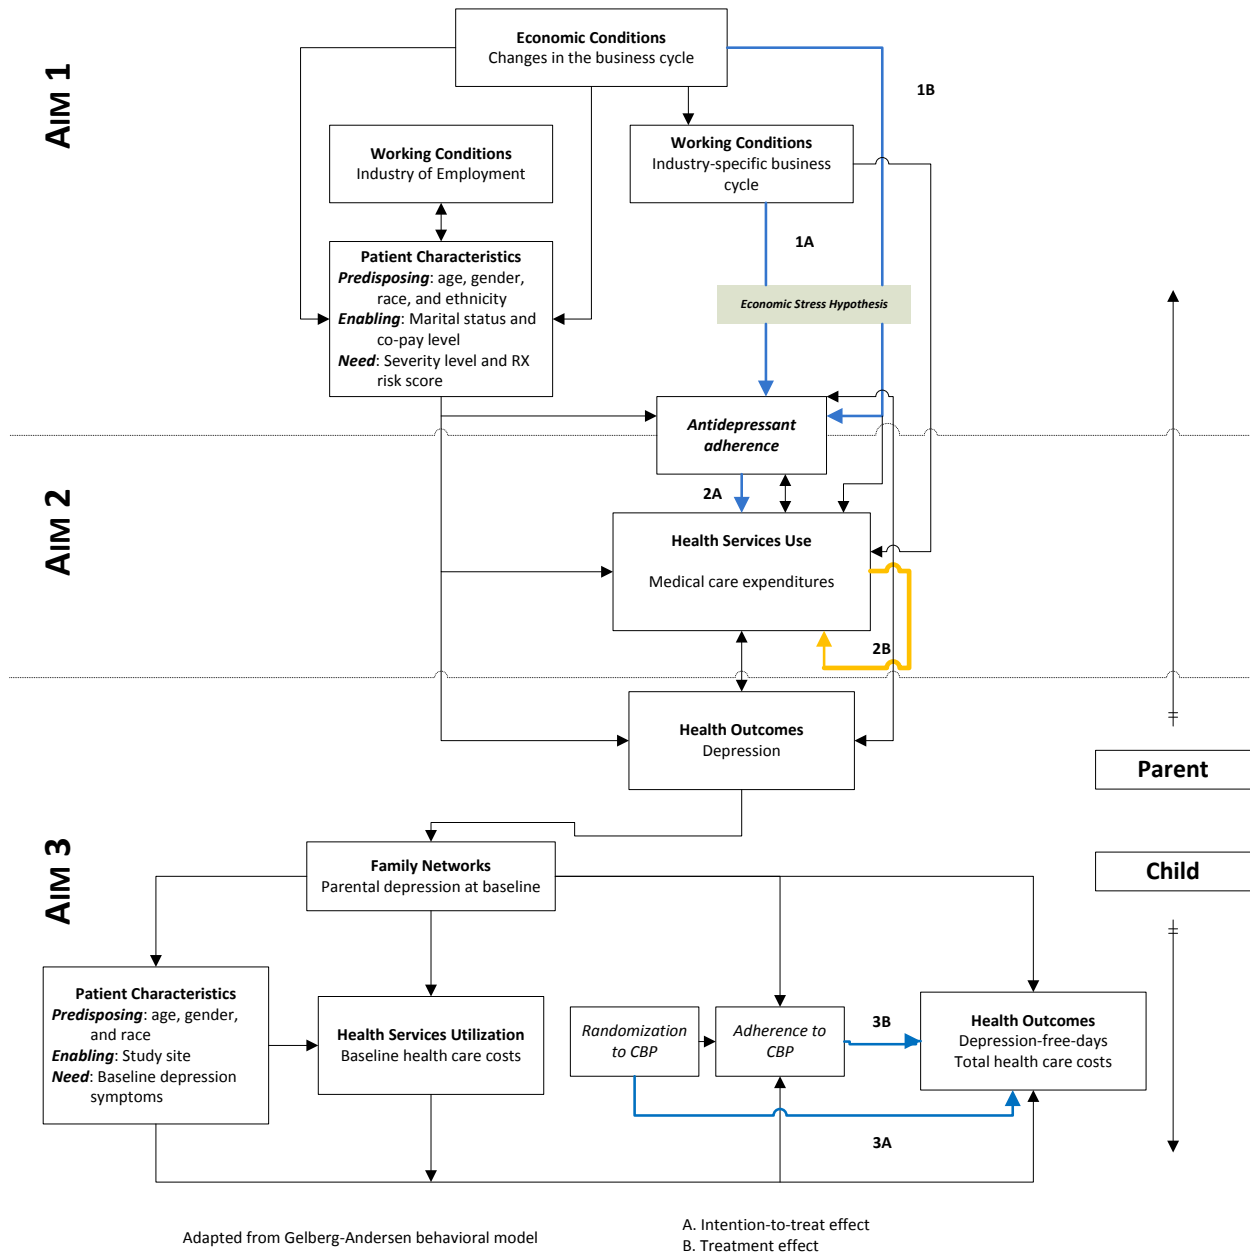 AIM 1
Economic Conditions
Changes in the business cycle
1B
Working Conditions
Industry of Employment
Working Conditions
Industry-specific business
cycle
1A
Patient Characteristics
Predisposing: age, gender,
race, and ethnicity
Enabling: Marital status and
co-pay level
Need: Severity level and RX
risk score
Economic Stress Hypothesis
Antidepressant
adherence
AIM 2
2A
Health Services Use
Medical care expenditures
2B
Health Outcomes
Depression
Parent
AIM 3
Family Networks
Parental depression at baseline
Child
Patient Characteristics
Predisposing: age, gender,
and race
Enabling: Study site
Need: Baseline depression
symptoms
Health Services Utilization
Baseline health care costs
Randomization
to CBP
Adherence to
CBP
3B
Health Outcomes
Depression-free-days
Total health care costs
3A
Adapted from Gelberg-Andersen behavioral model
A. Intention-to-treat effect
B. Treatment effect